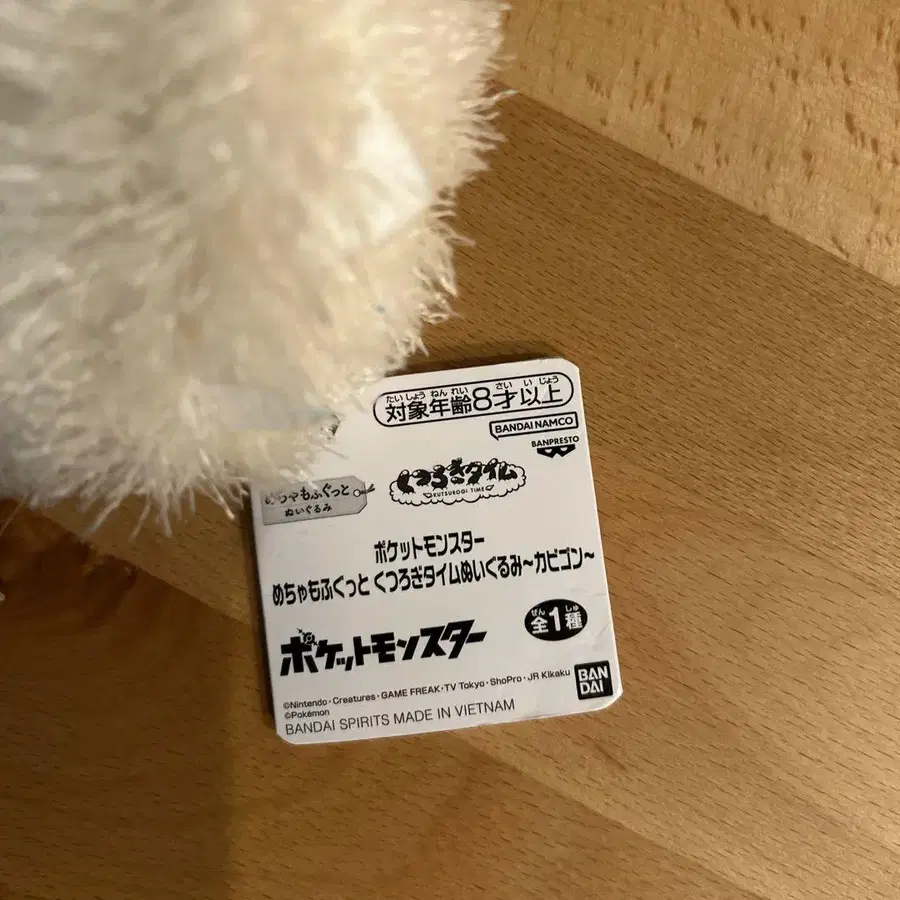 たいしょう ねんれい さい い じょう
対象年齢8才以上
BANDAI NAMCO
BANPRESTO
めちゃもふぐっと
ぬいぐるみ
くつろぎタイム
KUTSUROGI TIME
ポケットモンスター
めちゃもふぐっと くつろぎタイムぬいぐるみ～カビゴン～
ポケットモンスター
ぜん しゅ
全1種
©Nintendo・Creatures・GAME FREAK・TV Tokyo・ShoPro・JR Kikaku
©Pokémon
BANDAI SPIRITS MADE IN VIETNAM
BAN
DAI